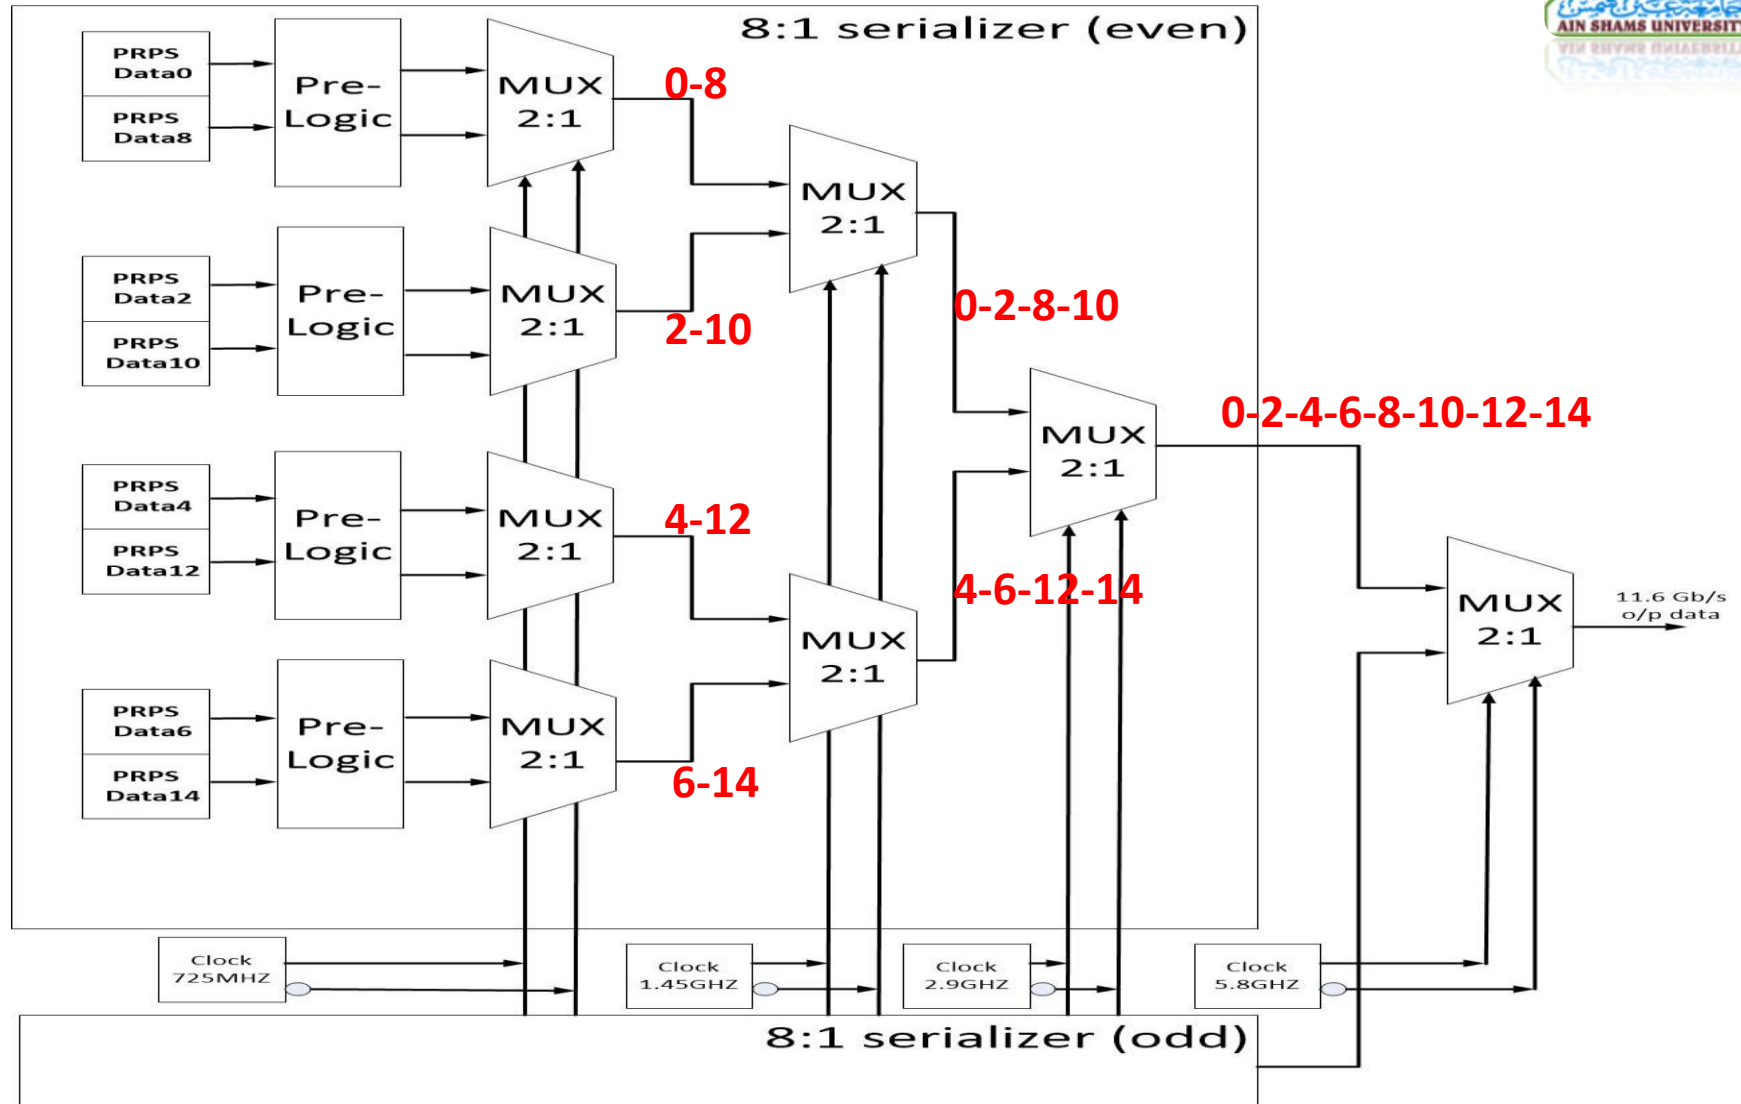 8:1 serializer (even)
AIN SHAMS UNIVERSITY
PRPS
Data0
PRPS
Data8
Pre-
Logic
MUX
2:1
0-8
PRPS
Data2
PRPS
Data10
Pre-
Logic
MUX
2:1
2-10
MUX
2:1
0-2-8-10
PRPS
Data4
PRPS
Data12
Pre-
Logic
MUX
2:1
4-12
MUX
2:1
0-2-4-6-8-10-12-14
PRPS
Data6
PRPS
Data14
Pre-
Logic
MUX
2:1
6-14
MUX
2:1
4-6-12-14
MUX
2:1
11.6 Gb/s
o/p data
Clock
725MHZ
Clock
1.45GHZ
Clock
2.9GHZ
Clock
5.8GHZ
8:1 serializer (odd)